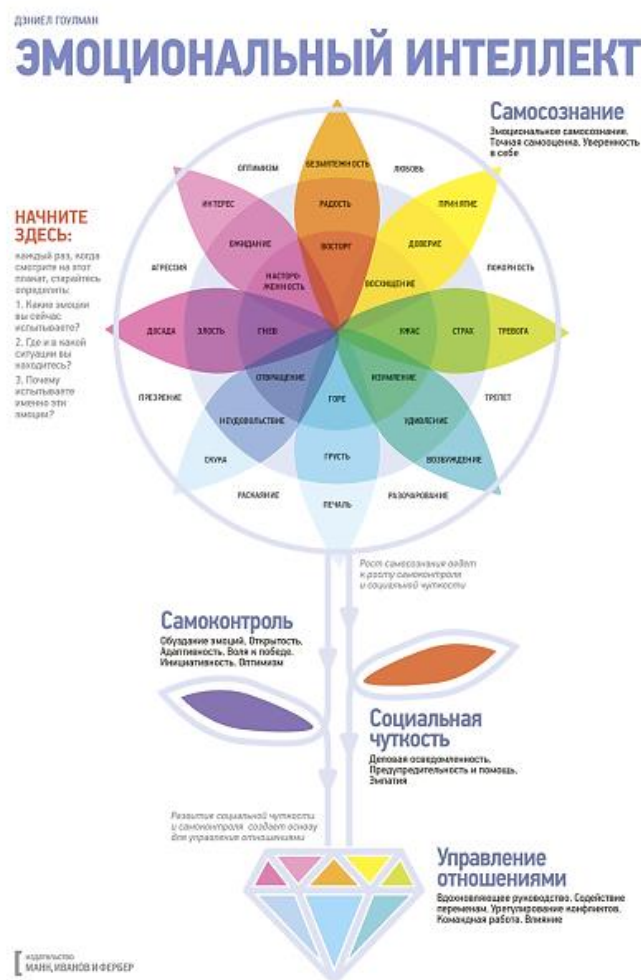 ДЭНИЕЛ ГОУЛМАН
ЭМОЦИОНАЛЬНЫЙ ИНТЕЛЛЕКТ
Самосознание
Эмоциональное самосознание.
Точная самооценка. Уверенность
в себе
НАЧНИТЕ
ЗДЕСЬ:
каждый раз, когда
смотрите на этот
плакат, старайтесь
определить:
1. Какие эмоции
вы сейчас
испытываете?
2. Где и в какой
ситуации вы
находитесь?
3. Почему
испытываете
именно эти
эмоции?
ОПТИМИЗМ
БЕЗМЯТЕЖНОСТЬ
ЛЮБОВЬ
ИНТЕРЕС
РАДОСТЬ
ПРИНЯТИЕ
ОЖИДАНИЕ
ВОСТОРГ
ДОВЕРИЕ
АГРЕССИЯ
НАСТОРО-
ЖЕННОСТЬ
ВОСХИЩЕНИЕ
ПОКОРНОСТЬ
ДОСАДА
ЗЛОСТЬ
ГНЕВ
УЖАС
СТРАХ
ТРЕВОГА
ПРЕЗРЕНИЕ
ОТВРАЩЕНИЕ
ИЗУМЛЕНИЕ
ТРЕПЕТ
ГОРЕ
НЕУДОВОЛЬСТВИЕ
УДИВЛЕНИЕ
СКУКА
ГРУСТЬ
ВОЗБУЖДЕНИЕ
РАСКАЯНИЕ
ПЕЧАЛЬ
РАЗОЧАРОВАНИЕ
Рост самосознания ведет
к росту самоконтроля
и социальной чуткости
Самоконтроль
Обуздание эмоций. Открытость.
Адаптивность. Воля к победе.
Инициативность. Оптимизм
Социальная
чуткость
Деловая осведомленность.
Предупредительность и помощь.
Эмпатия
Развитие социальной чуткости
и самоконтроля создает основу
для управления отношениями
Управление
отношениями
Вдохновляющее руководство. Содействие
переменам. Урегулирование конфликтов.
Командная работа. Влияние
ИЗДАТЕЛЬСТВО
МАНН, ИВАНОВ И ФЕРБЕР